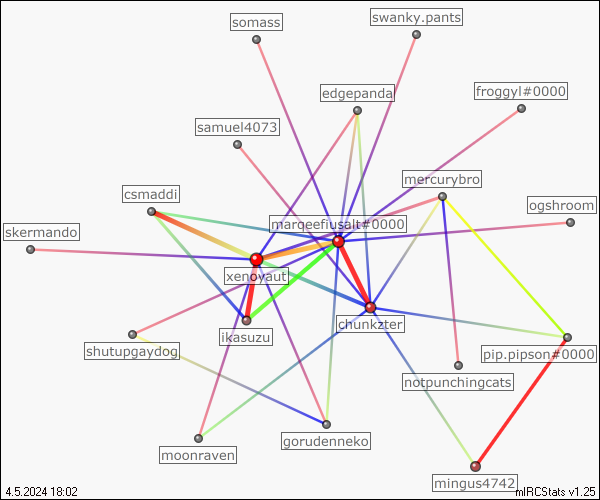 somass
swanky.pants
edgepanda
froggyl#0000
samuel4073
mercurybro
csmaddi
ogshroom
marqeefiusalt#0000
skermando
xenoyaut
chunkzter
ikasuzu
shutupgaydog
pip.pipson#0000
notpunchingcats
gorudenneko
moonraven
mingus4742
4.5.2024 18:02
mIRCStats v1.25